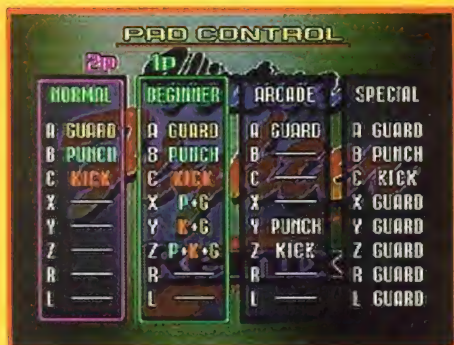 PAD CONTROL
2P 1P
NORMAL BEGINNER ARCADE SPECIAL
A GUARD A GUARD A GUARD A GUARD
B PUNCH B PUNCH B — B PUNCH
C KICK C KICK C — C KICK
X — X P+G X — X GUARD
Y — Y K+G Y PUNCH Y GUARD
Z — Z P+K+G Z KICK Z GUARD
R — R — R — R GUARD
L — L — L — L GUARD